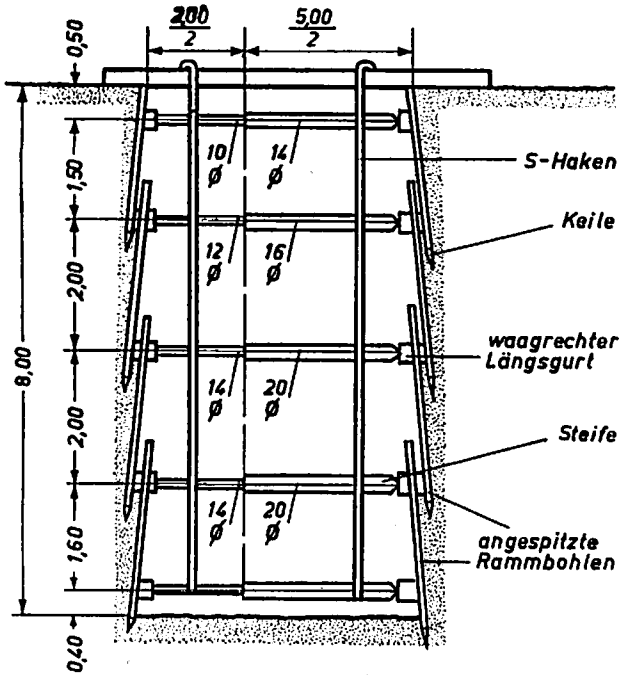 2,00
2
5,00
2
0,50
10
Ø
14
Ø
S-Haken
1,50
12
Ø
16
Ø
Keile
2,00
8,00
waagrechter
Längsgurt
14
Ø
20
Ø
2,00
Steife
14
Ø
20
Ø
1,60
angespitzte
Rammbohlen
0,40